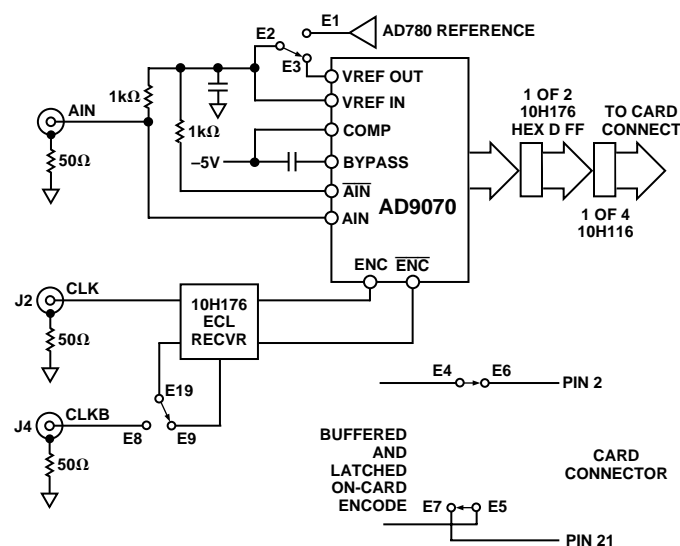 E1
AD780 REFERENCE
E2
E3
VREF OUT
1kΩ
VREF IN
AIN
1kΩ
COMP
–5V
BYPASS
50Ω
AIN
AIN
AD9070
1 OF 2
10H176
HEX D FF
TO CARD
CONNECT
1 OF 4
10H116
ENC
ENC
J2
CLK
10H176
ECL
RECVR
50Ω
E19
J4
CLKB
E8
E9
50Ω
E4
E6
PIN 2
BUFFERED
AND
LATCHED
ON-CARD
ENCODE
CARD
CONNECTOR
E7
E5
PIN 21